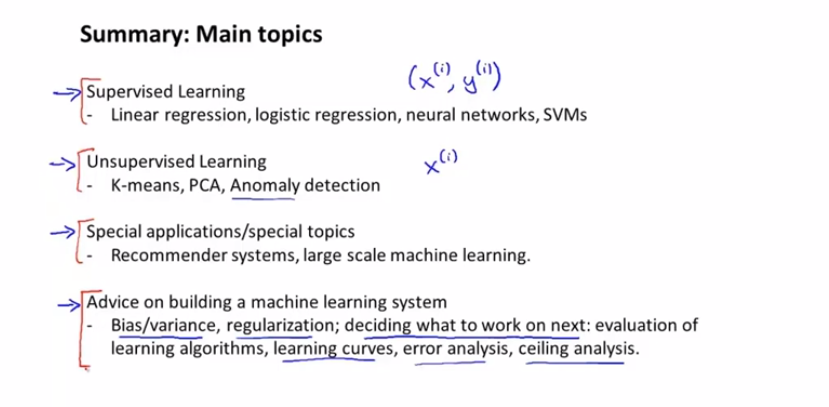 Summary: Main topics
(x^(i), y^(i))
Supervised Learning
- Linear regression, logistic regression, neural networks, SVMs
Unsupervised Learning
x^(i)
- K-means, PCA, Anomaly detection
Special applications/special topics
- Recommender systems, large scale machine learning.
Advice on building a machine learning system
- Bias/variance, regularization; deciding what to work on next: evaluation of
learning algorithms, learning curves, error analysis, ceiling analysis.